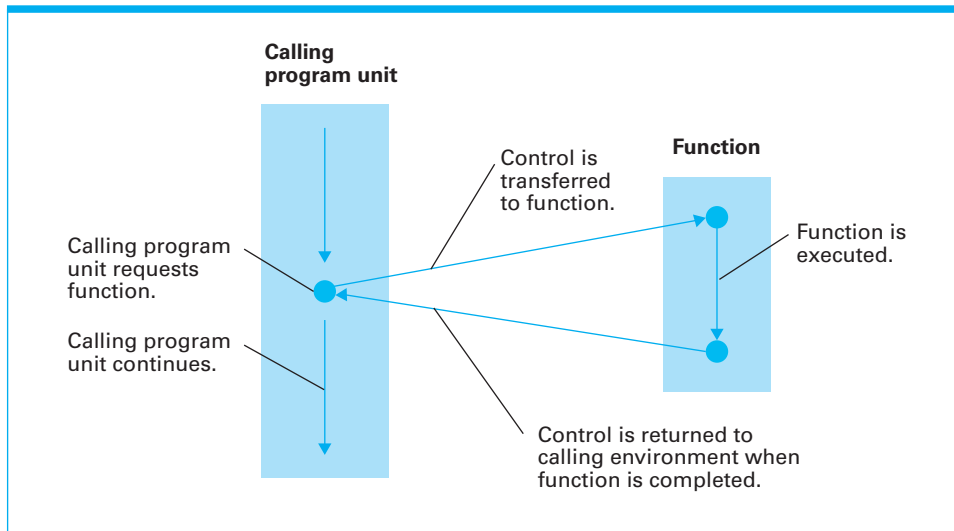 Calling
program unit
Function
Control is
transferred
to function.
Calling program
unit requests
function.
Function is
executed.
Calling program
unit continues.
Control is returned to
calling environment when
function is completed.